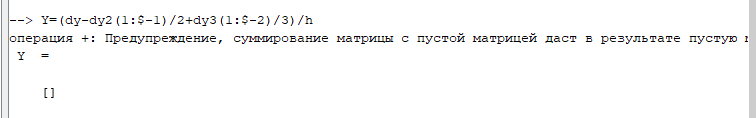 --> Y=(dy-dy2(1:$-1)/2+dy3(1:$-2)/3)/h
операция +: Предупреждение, суммирование матрицы с пустой матрицей даст в результате пустую
Y =
[]